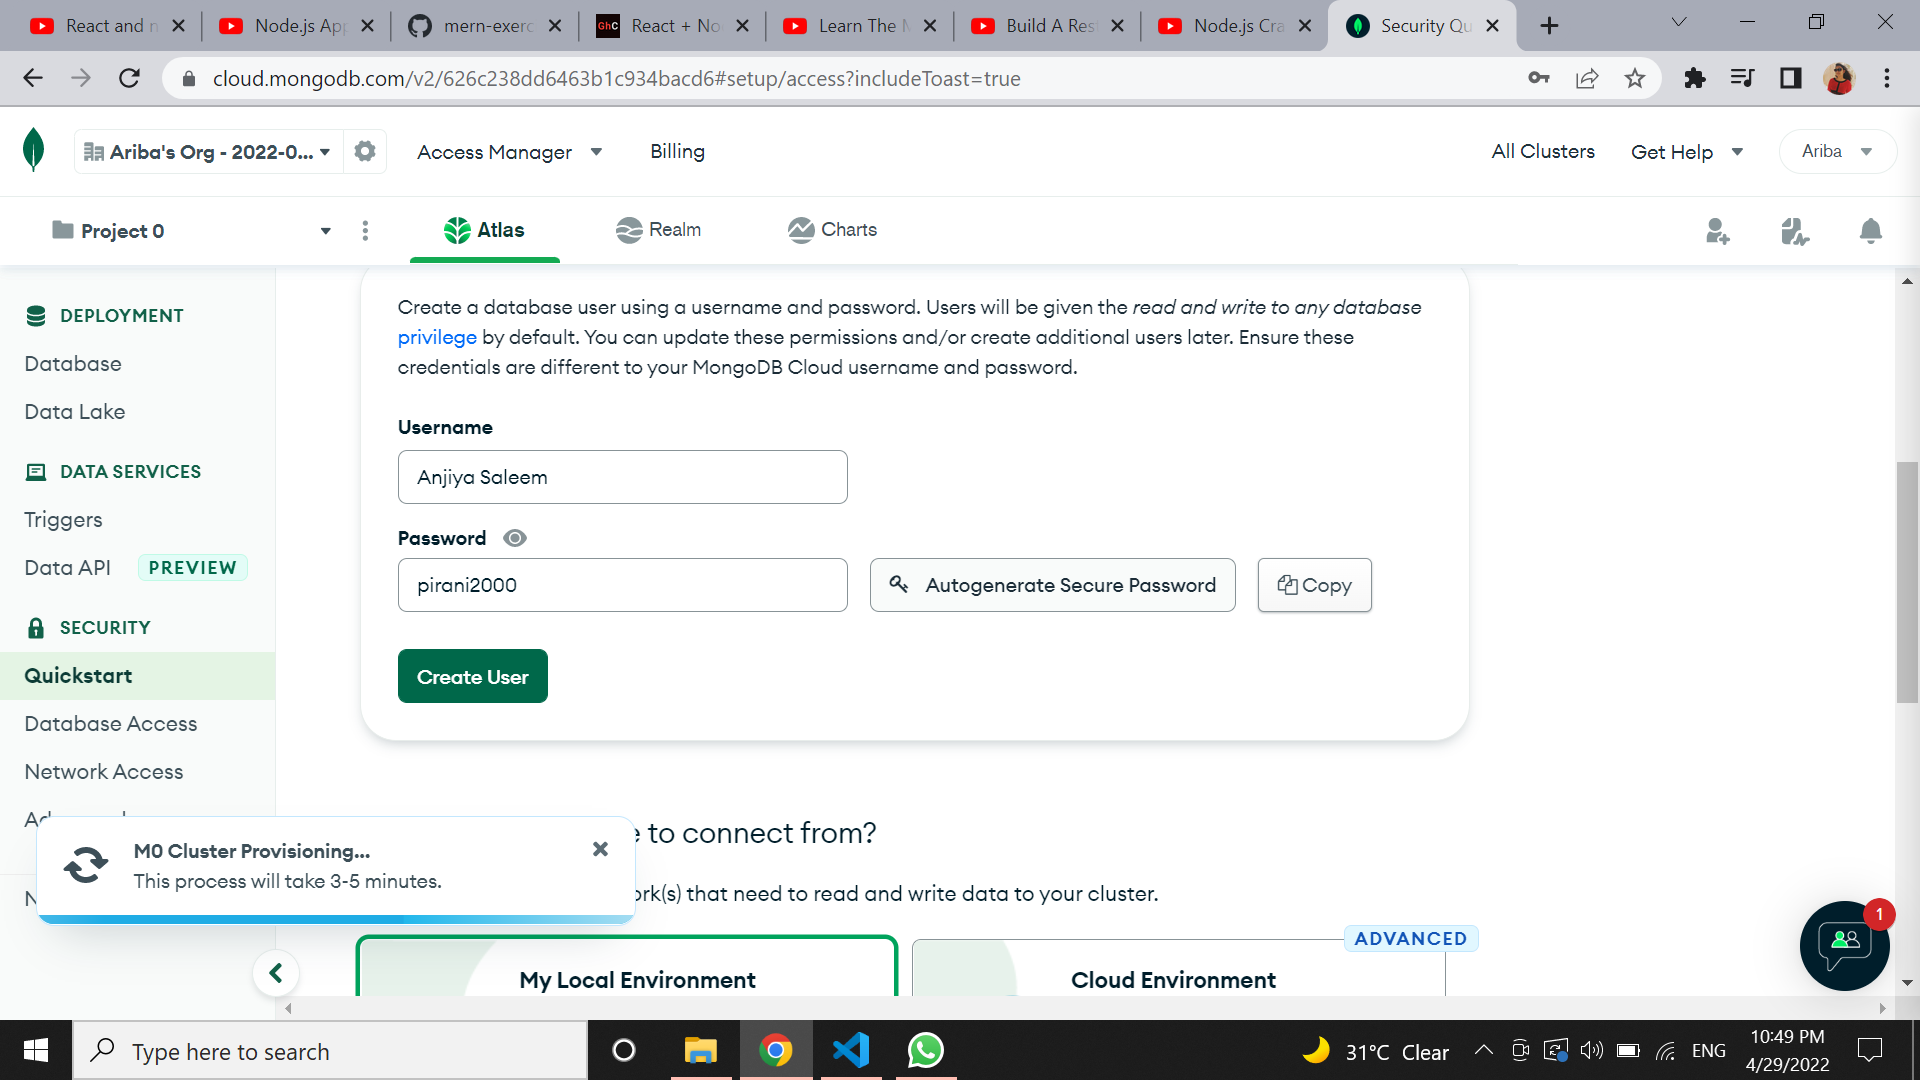 React and n
Node.js App
mern-exerc
GhC
React + No
Learn The M
Build A Rest
Node.js Cra
Security Qu
cloud.mongodb.com/v2/626c238dd6463b1c934bacd6#setup/access?includeToast=true
Ariba's Org - 2022-0...
Access Manager
Billing
All Clusters
Get Help
Ariba
Project 0
Atlas
Realm
Charts
DEPLOYMENT
Database
Data Lake
DATA SERVICES
Triggers
Data API
PREVIEW
SECURITY
Quickstart
Database Access
Network Access
Create a database user using a username and password. Users will be given the read and write to any database
privilege by default. You can update these permissions and/or create additional users later. Ensure these
credentials are different to your MongoDB Cloud username and password.
Username
Anjiya Saleem
Password
pirani2000
Autogenerate Secure Password
Copy
Create User
to connect from?
M0 Cluster Provisioning...
This process will take 3-5 minutes.
ork(s) that need to read and write data to your cluster.
ADVANCED
My Local Environment
Cloud Environment
1
Type here to search
31°C Clear
ENG
10:49 PM
4/29/2022